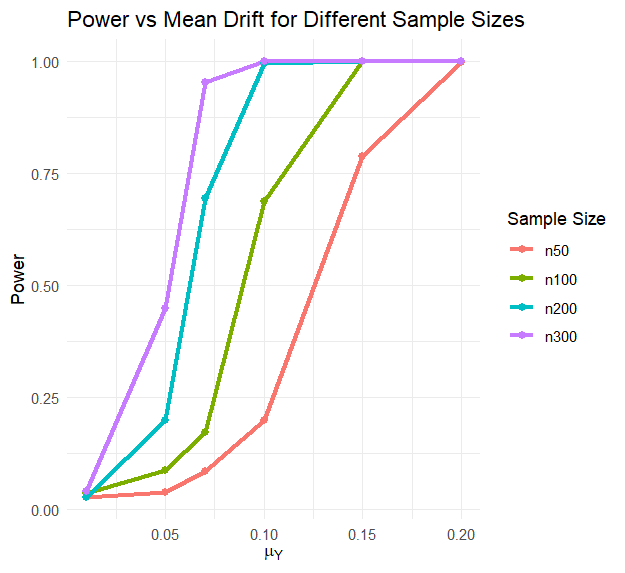 Power vs Mean Drift for Different Sample Sizes
1.00
0.75
0.50
0.25
0.00
Power
0.05 0.10 0.15 0.20
μY
Sample Size
n50
n100
n200
n300